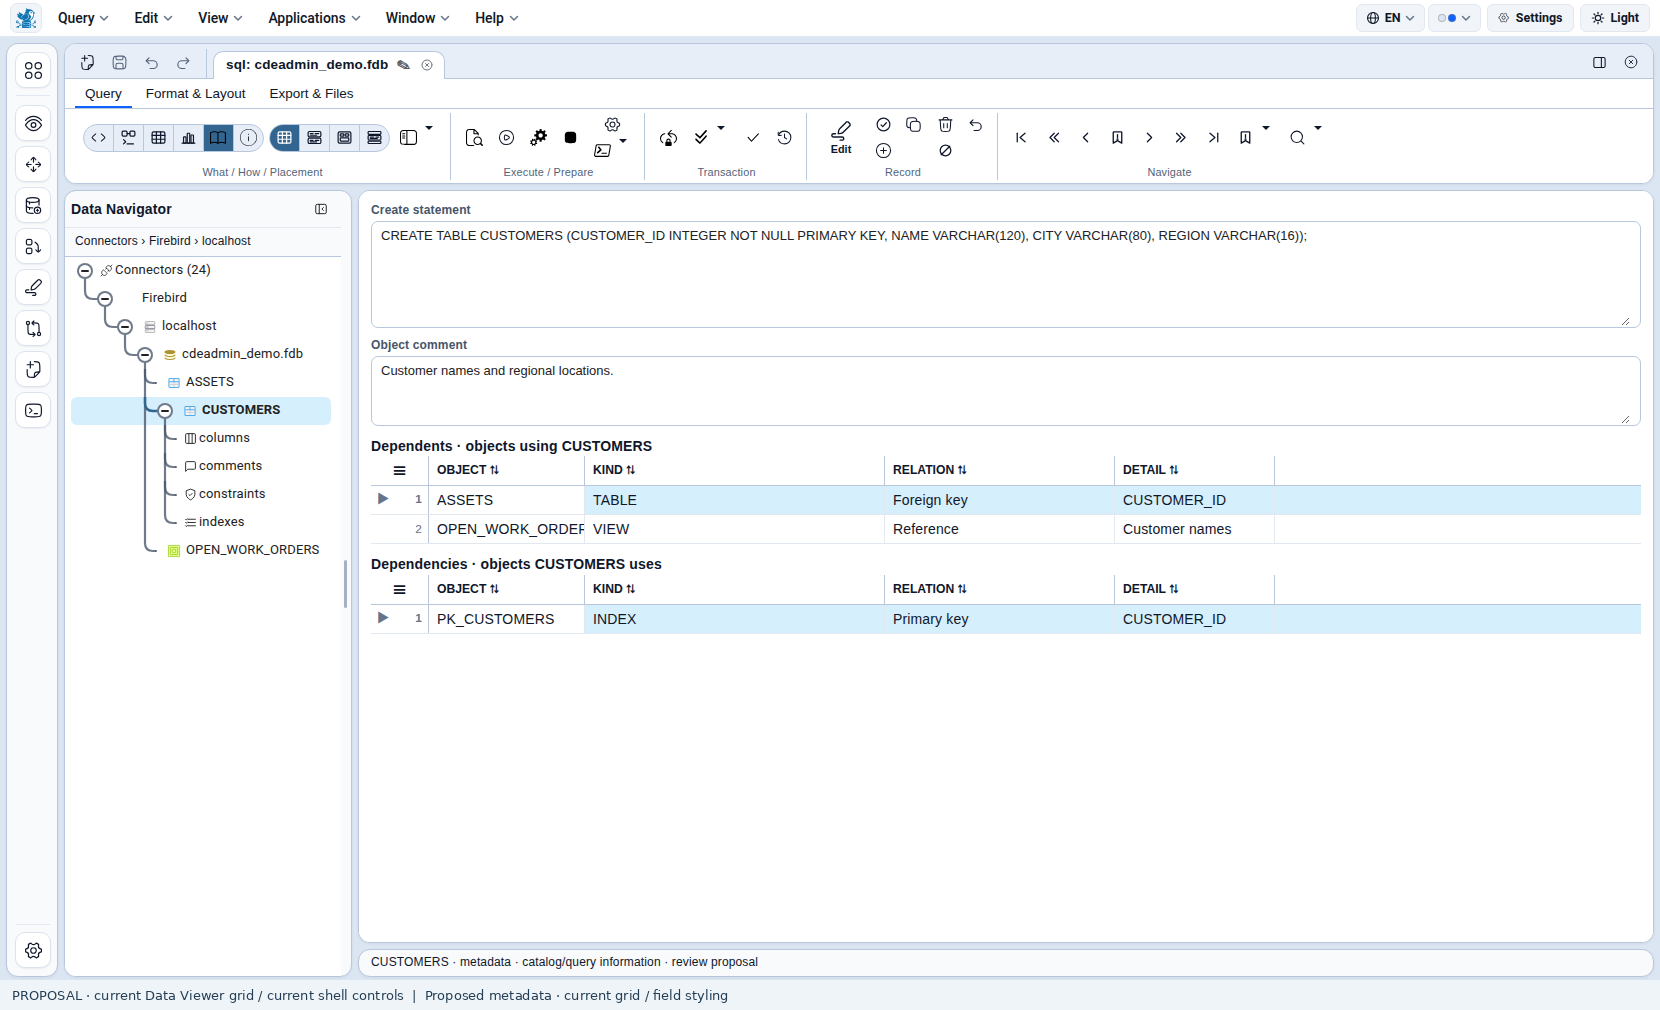 Query Edit View Applications Window Help EN Settings Light
sql: cdeadmin_demo.fdb
Query Format & Layout Export & Files
Edit
What / How / Placement Execute / Prepare Transaction Record Navigate
Data Navigator
Connectors › Firebird › localhost
Connectors (24)
Firebird
localhost
cdeadmin_demo.fdb
ASSETS
CUSTOMERS
columns
comments
constraints
indexes
OPEN_WORK_ORDERS
Create statement
CREATE TABLE CUSTOMERS (CUSTOMER_ID INTEGER NOT NULL PRIMARY KEY, NAME VARCHAR(120), CITY VARCHAR(80), REGION VARCHAR(16));
Object comment
Customer names and regional locations.
Dependents · objects using CUSTOMERS
OBJECT KIND RELATION DETAIL
1 ASSETS TABLE Foreign key CUSTOMER_ID
2 OPEN_WORK_ORDER VIEW Reference Customer names
Dependencies · objects CUSTOMERS uses
OBJECT KIND RELATION DETAIL
1 PK_CUSTOMERS INDEX Primary key CUSTOMER_ID
CUSTOMERS · metadata · catalog/query information · review proposal
PROPOSAL · current Data Viewer grid / current shell controls | Proposed metadata · current grid / field styling